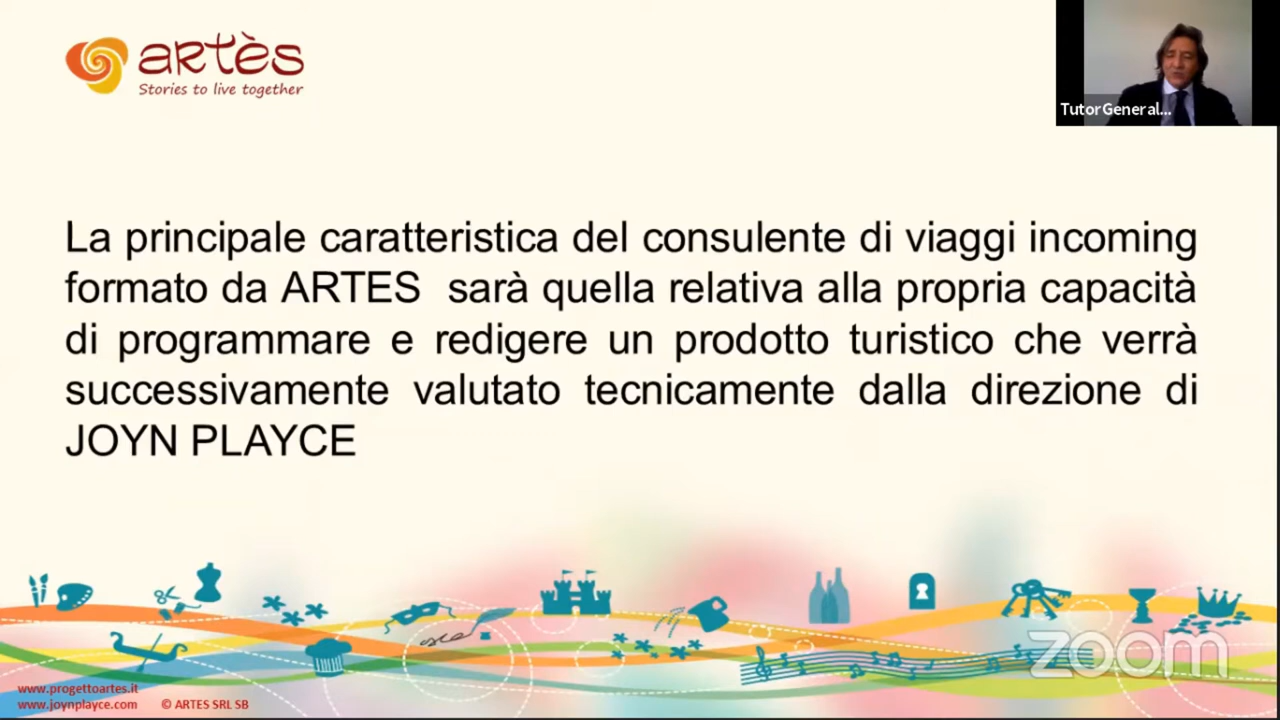 artès
Stories to live together
TutorGeneral...
La principale caratteristica del consulente di viaggi incoming
formato da ARTES sarà quella relativa alla propria capacità
di programmare e redigere un prodotto turistico che verrà
successivamente valutato tecnicamente dalla direzione di
JOYN PLAYCE
zoom
www.progettoartes.it
www.joynplayce.com © ARTES SRL SB